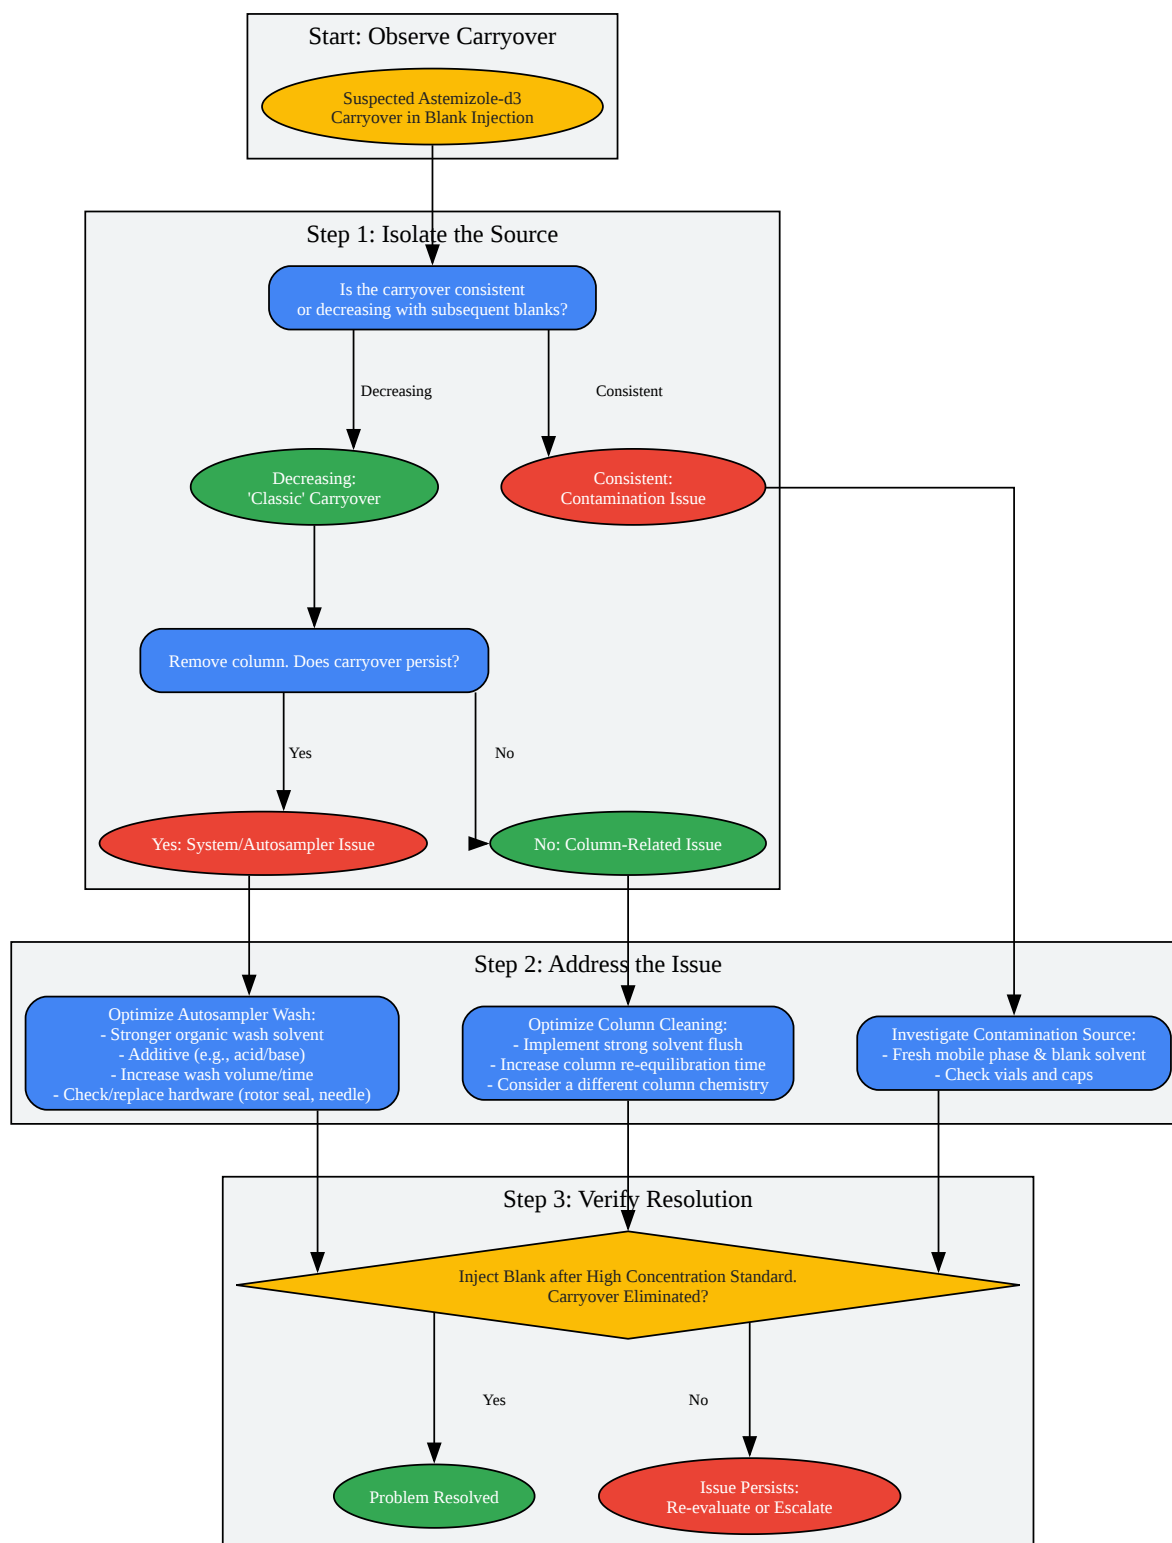 Start: Observe Carryover
Suspected Astemizole-d3
Carryover in Blank Injection
Step 1: Isolate the Source
Is the carryover consistent
or decreasing with subsequent blanks?
Decreasing
Consistent
Decreasing:
'Classic' Carryover
Consistent:
Contamination Issue
Remove column. Does carryover persist?
Yes
No
Yes: System/Autosampler Issue
No: Column-Related Issue
Step 2: Address the Issue
Optimize Autosampler Wash:
- Stronger organic wash solvent
- Additive (e.g., acid/base)
- Increase wash volume/time
- Check/replace hardware (rotor seal, needle)
Optimize Column Cleaning:
- Implement strong solvent flush
- Increase column re-equilibration time
- Consider a different column chemistry
Investigate Contamination Source:
- Fresh mobile phase & blank solvent
- Check vials and caps
Step 3: Verify Resolution
Inject Blank after High Concentration Standard.
Carryover Eliminated?
Yes
No
Problem Resolved
Issue Persists:
Re-evaluate or Escalate